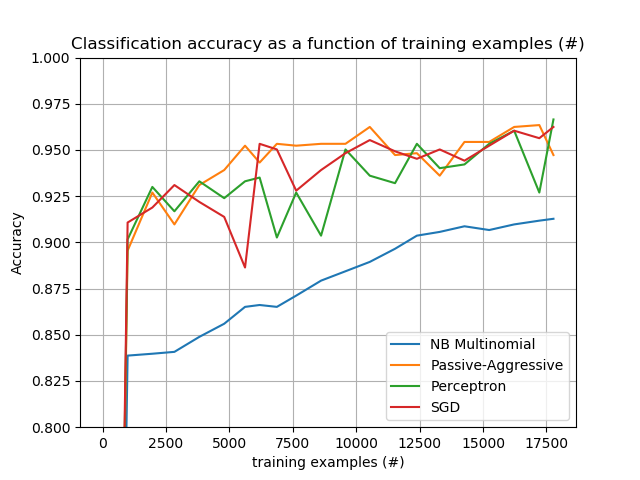 Classification accuracy as a function of training examples (#)
1.000
0.975
0.950
0.925
0.900
0.875
0.850
0.825
0.800
Accuracy
NB Multinomial
Passive-Aggressive
Perceptron
SGD
0 2500 5000 7500 10000 12500 15000 17500
training examples (#)